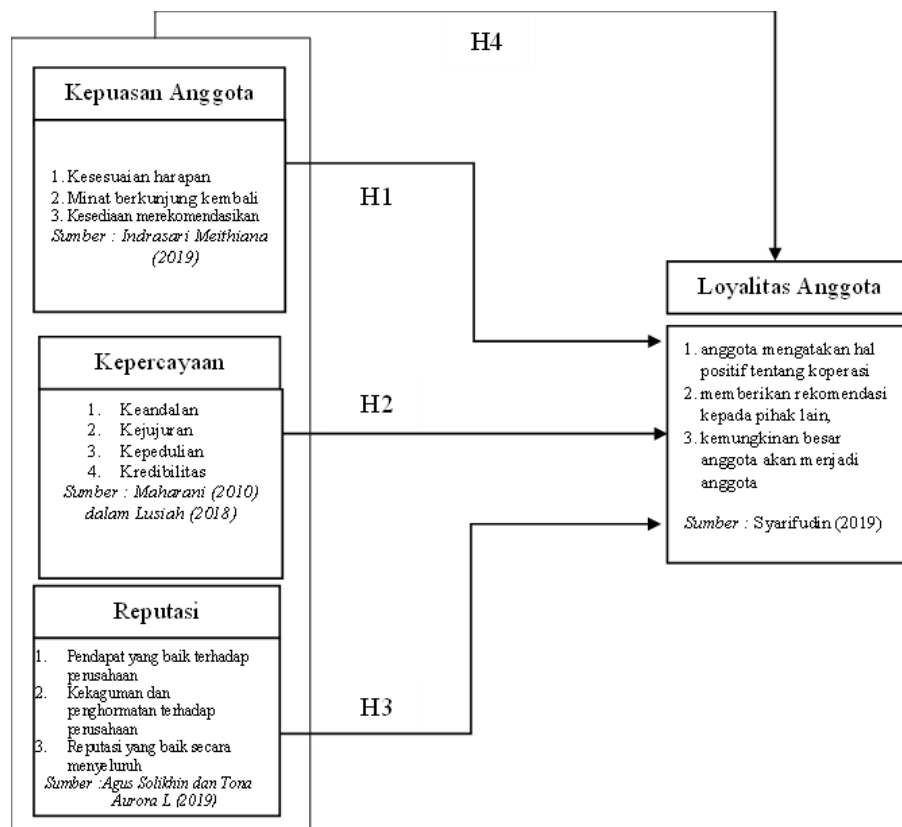 H4
Kepuasan Anggota
1. Kesesuaian harapan
2. Minat berkunjung kembali
3. Kesediaan merekomendasikan
Sumber : Indrasari Meithiana
(2019)
H1
Kepercayaan
1. Keandalan
2. Kejujuran
3. Kepedulian
4. Kredibilitas
Sumber : Maharani (2010)
dalam Lusiah (2018)
H2
Reputasi
1. Pendapat yang baik terhadap
perusahaan
2. Kekaguman dan
penghormatan terhadap
perusahaan
3. Reputasi yang baik secara
menyeluruh
Sumber :Agus Solikhin dan Tona
Aurora L (2019)
H3
Loyalitas Anggota
1. anggota mengatakan hal
positif tentang koperasi
2. memberikan rekomendasi
kepada pihak lain,
3. kemungkinan besar
anggota akan menjadi
anggota
Sumber : Syarifudin (2019)